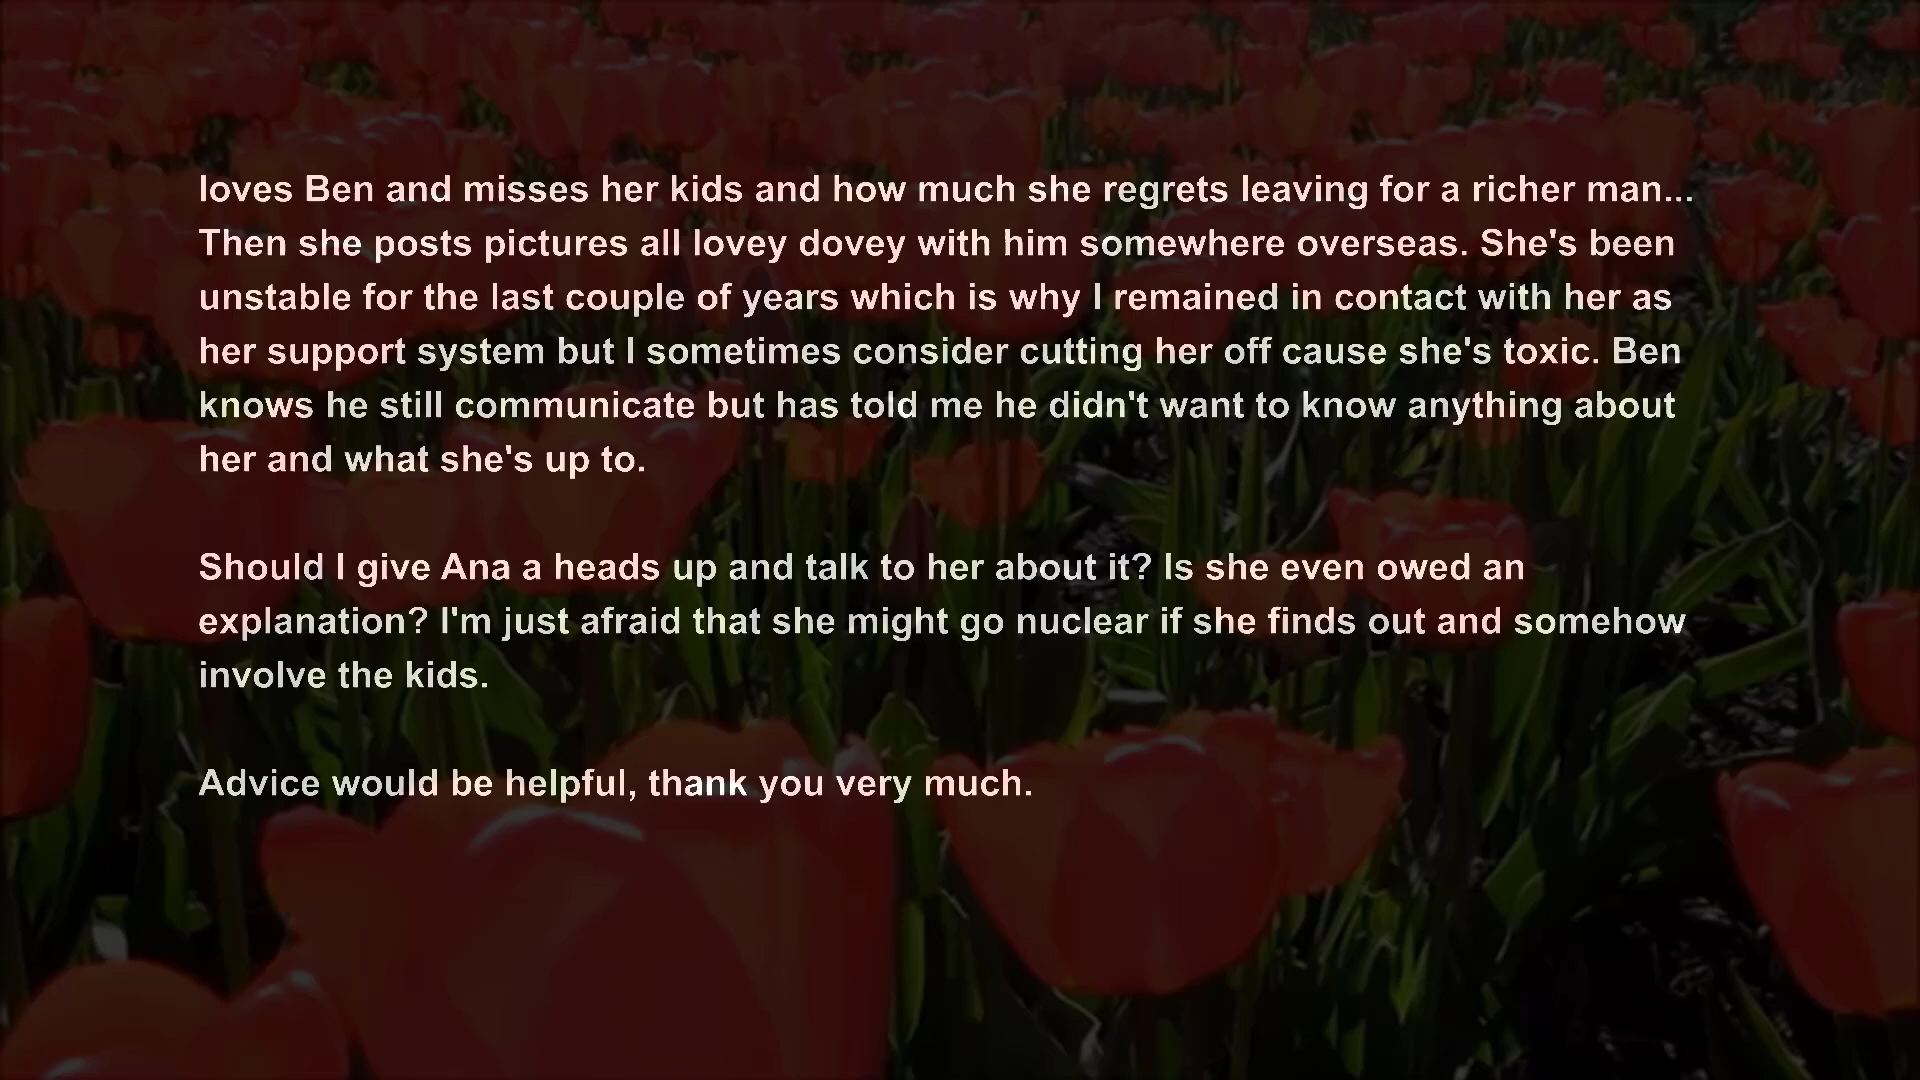 loves Ben and misses her kids and how much she regrets leaving for a richer man...
Then she posts pictures all lovey dovey with him somewhere overseas. She's been
unstable for the last couple of years which is why I remained in contact with her as
her support system but I sometimes consider cutting her off cause she's toxic. Ben
knows he still communicate but has told me he didn't want to know anything about
her and what she's up to.
Should I give Ana a heads up and talk to her about it? Is she even owed an
explanation? I'm just afraid that she might go nuclear if she finds out and somehow
involve the kids.
Advice would be helpful, thank you very much.